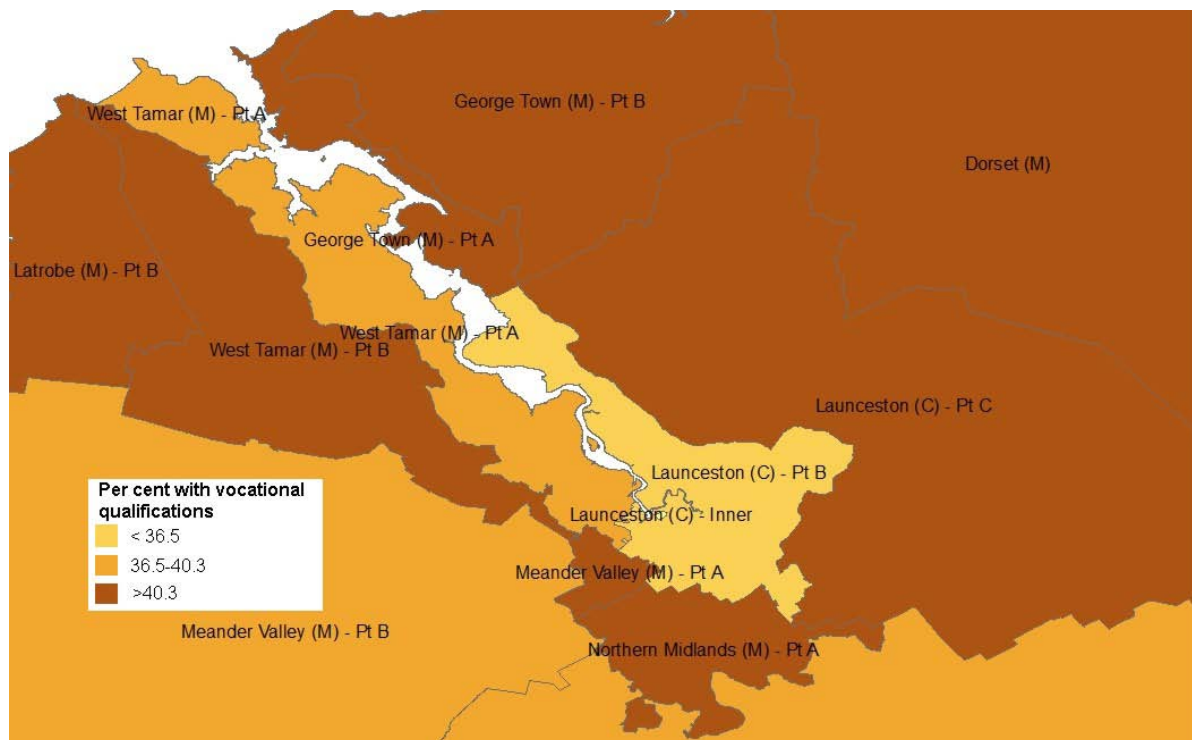 George Town (M) - Pt B
West Tamar (M) - Pt A
Dorset (M)
George Town (M) - Pt A
Latrobe (M) - Pt B
West Tamar (M) - Pt A
West Tamar (M) - Pt B
Launceston (C) - Pt C
Launceston (C) - Pt B
Per cent with vocational
qualifications
< 36.5
36.5-40.3
>40.3
Launceston (C) - Inner
Meander Valley (M) - Pt A
Meander Valley (M) - Pt B
Northern Midlands (M) - Pt A